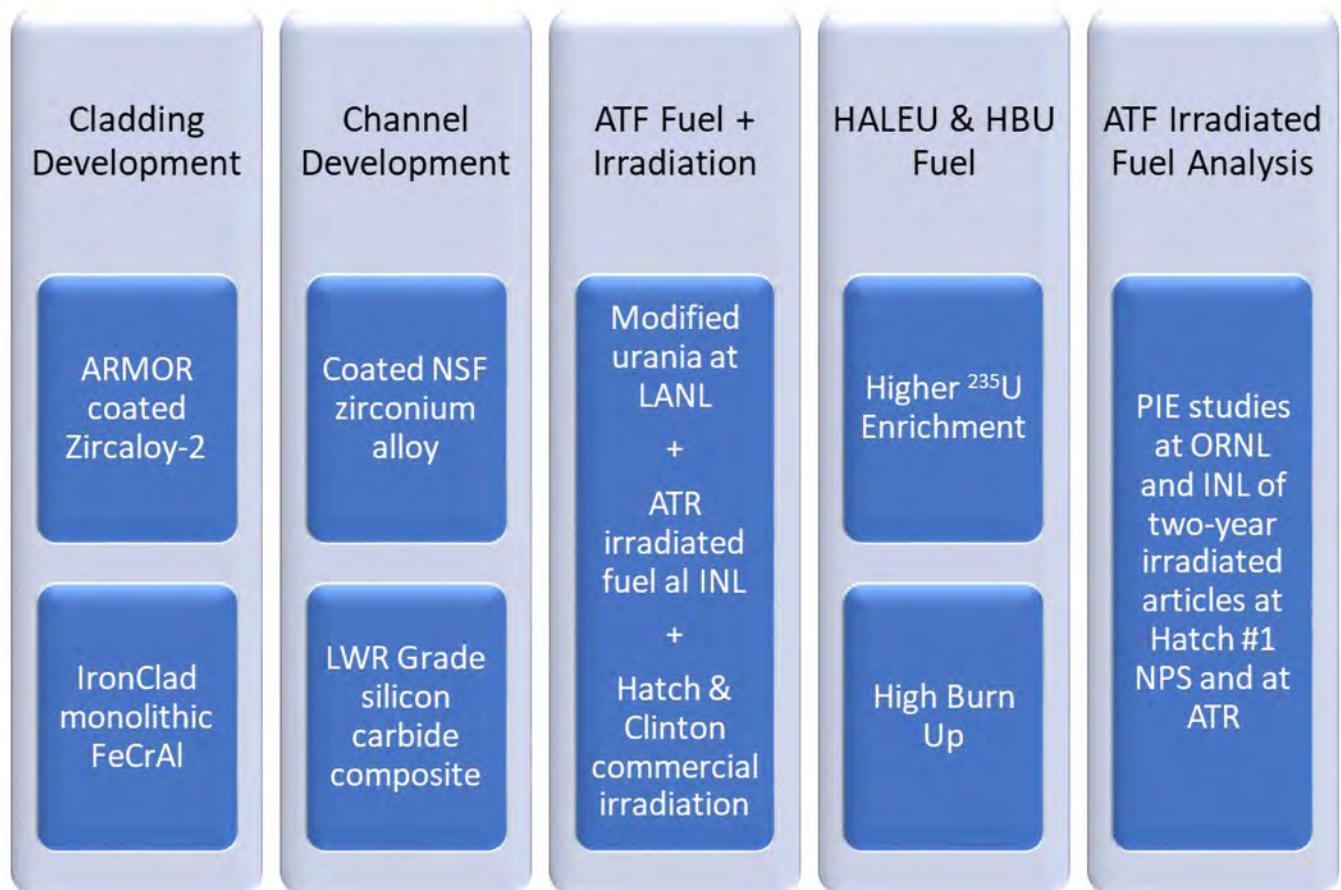 Cladding
Development
ARMOR
coated
Zircaloy-2
IronClad
monolithic
FeCrAl
Channel
Development
Coated NSF
zirconium
alloy
LWR Grade
silicon
carbide
composite
ATF Fuel +
Irradiation
Modified
urania at
LANL
+
ATR
irradiated
fuel al INL
+
Hatch &
Clinton
commercial
irradiation
HALEU & HBU
Fuel
Higher ²³⁵U
Enrichment
High Burn
Up
ATF Irradiated
Fuel Analysis
PIE studies
at ORNL
and INL of
two-year
irradiated
articles at
Hatch #1
NPS and at
ATR